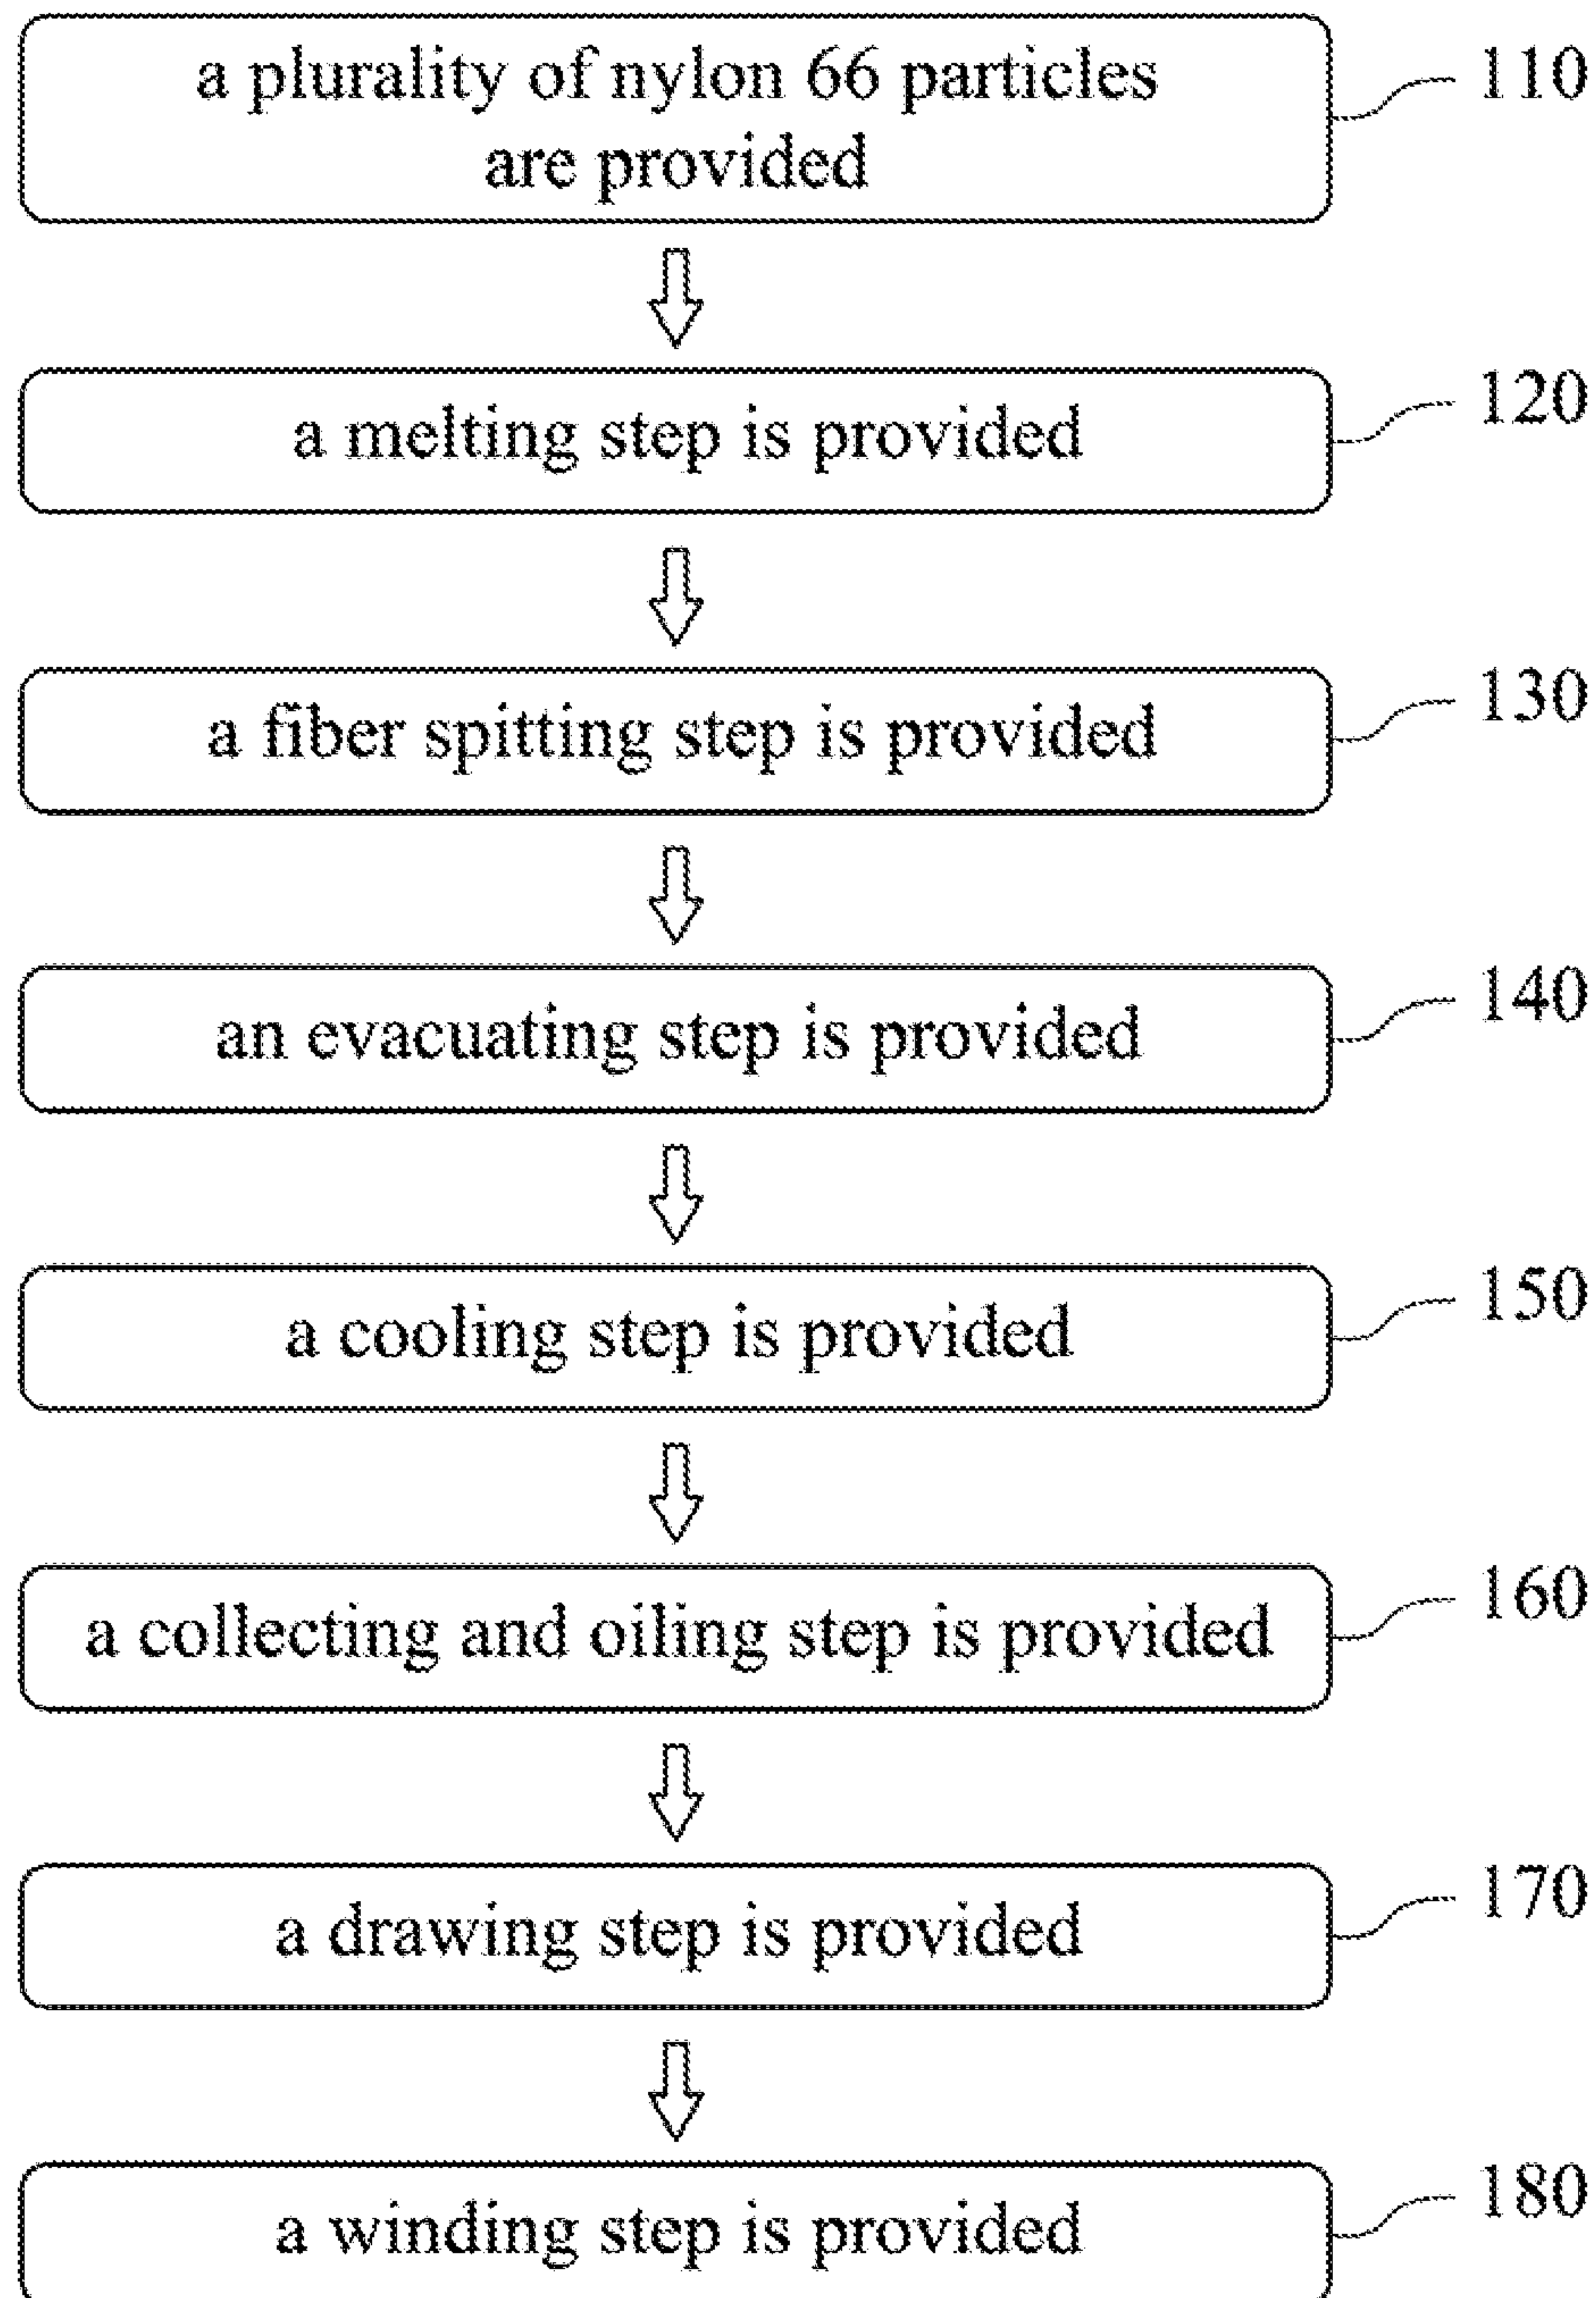 a plurality of nylon 66 particles
are provided
110
a melting step is provided
120
a fiber spitting step is provided
130
an evacuating step is provided
140
a cooling step is provided
150
a collecting and oiling step is provided
160
a drawing step is provided
170
a winding step is provided
180